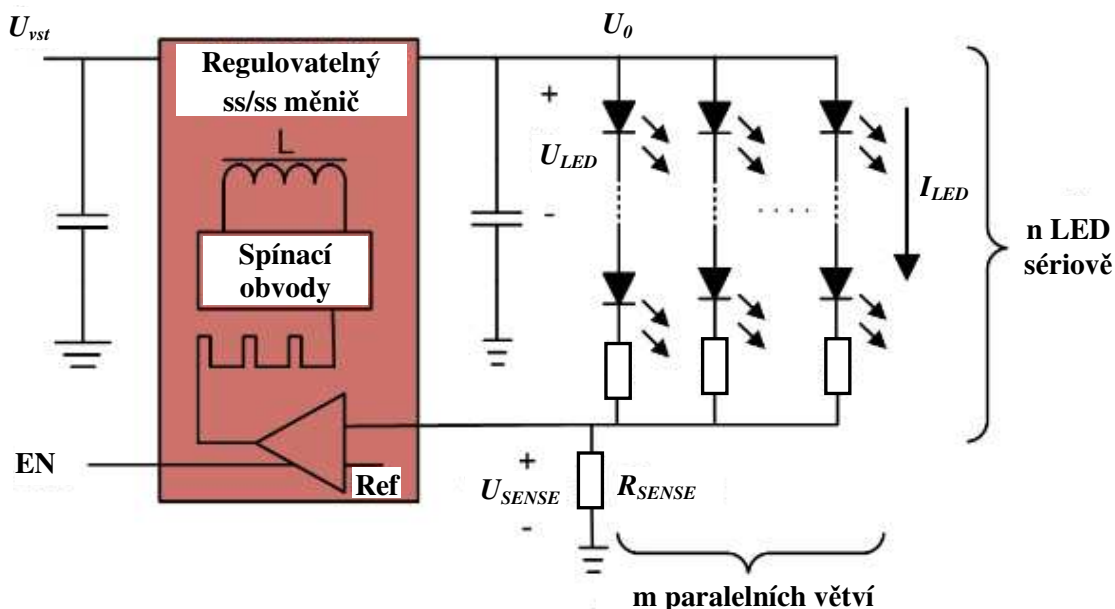 U_vst
U_0
Regulovatelný
ss/ss měnič
L
+
U_LED
-
I_LED
n LED
sériově
Spínací
obvody
EN
Ref
+
U_SENSE
-
R_SENSE
m paralelních větví